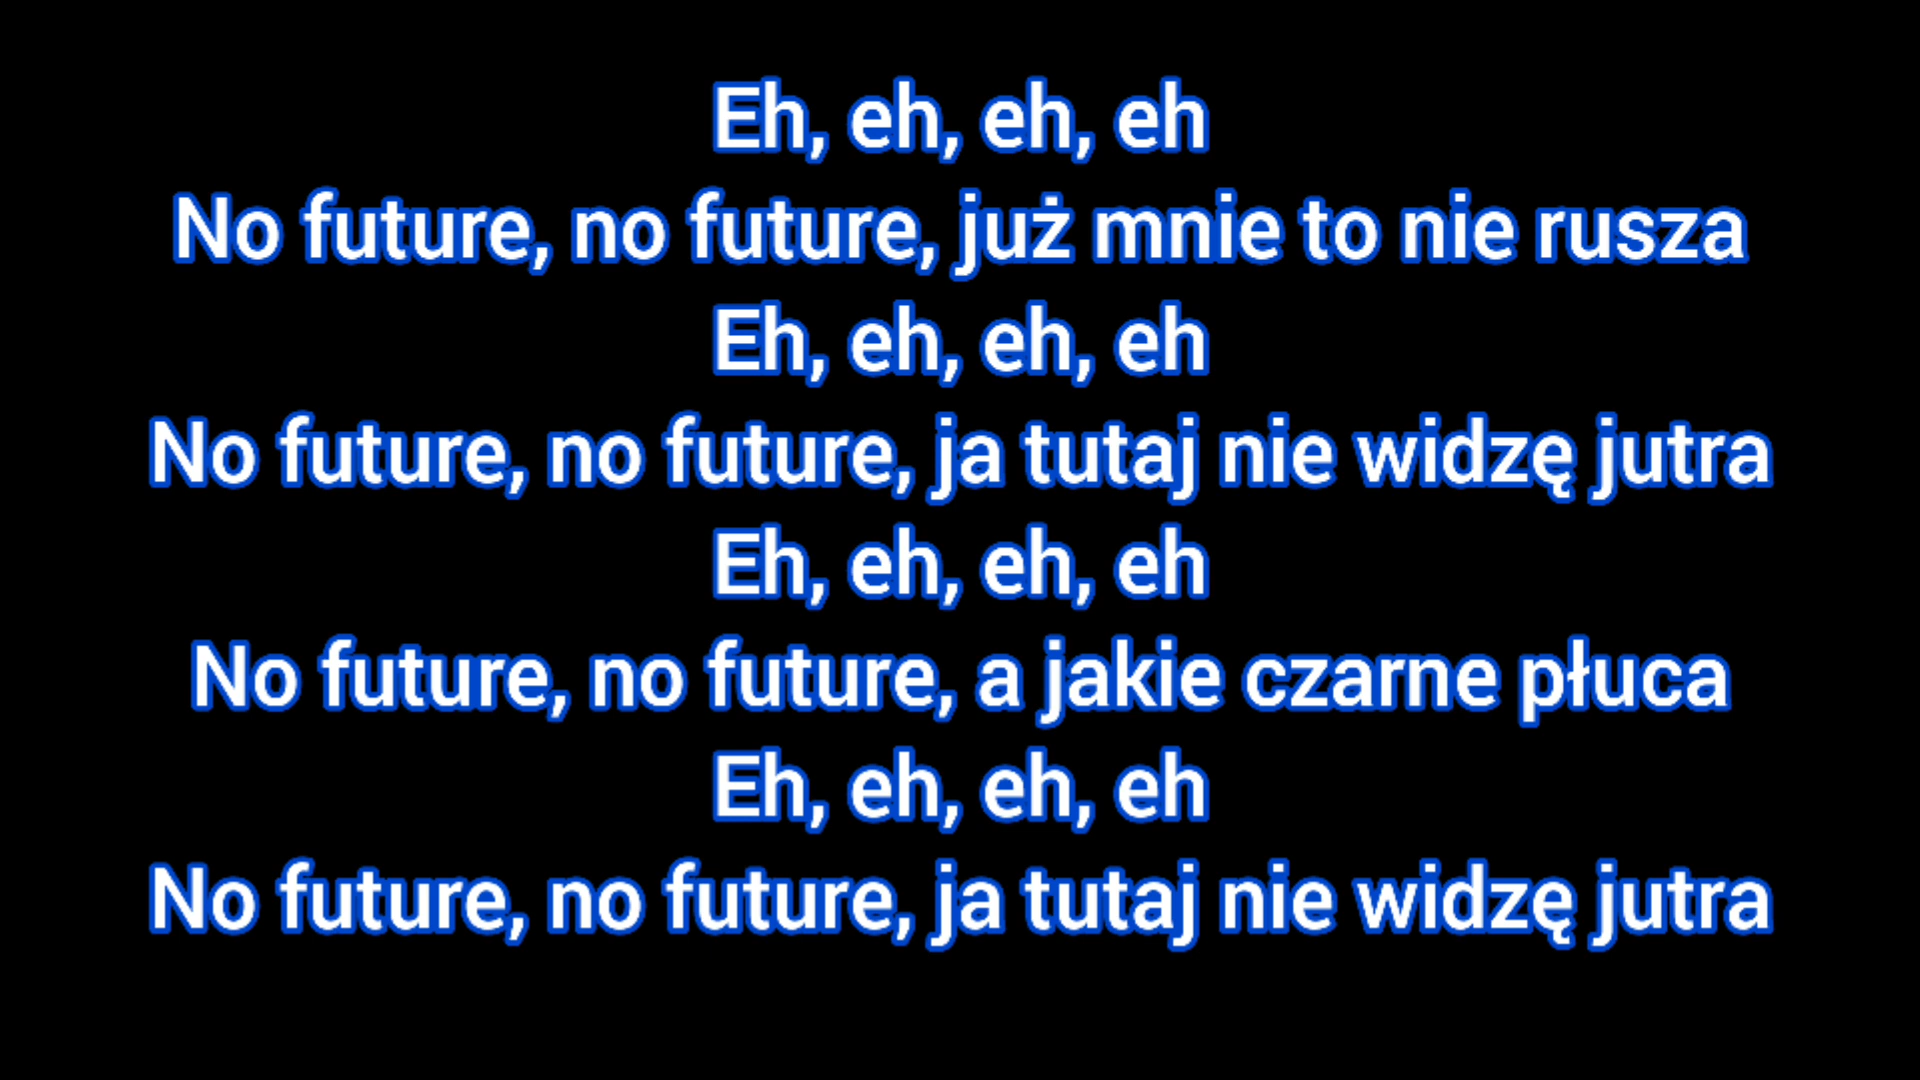 Eh, eh, eh, eh
No future, no future, już mnie to nie rusza
Eh, eh, eh, eh
No future, no future, ja tutaj nie widzę jutra
Eh, eh, eh, eh
No future, no future, a jakie czarne płuca
Eh, eh, eh, eh
No future, no future, ja tutaj nie widzę jutra